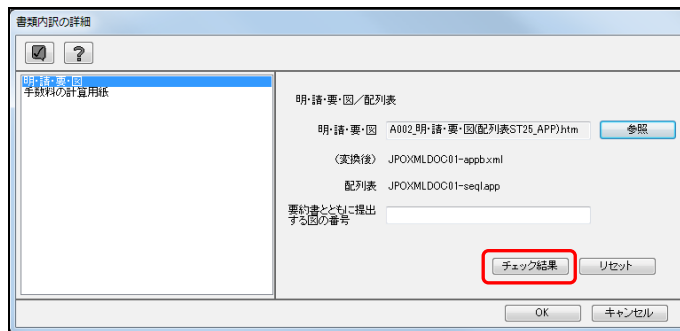 書類内訳の詳細
?
明・請・要・図
手数料の計算用紙
明・請・要・図／配列表
明・請・要・図 A002_明・請・要・図(配列表ST25_APP).htm 参照
(変換後) JPOXMLDOC01-appb.xml
配列表 JPOXMLDOC01-seql.app
要約書とともに提出
する図の番号
チェック結果 リセット
OK キャンセル